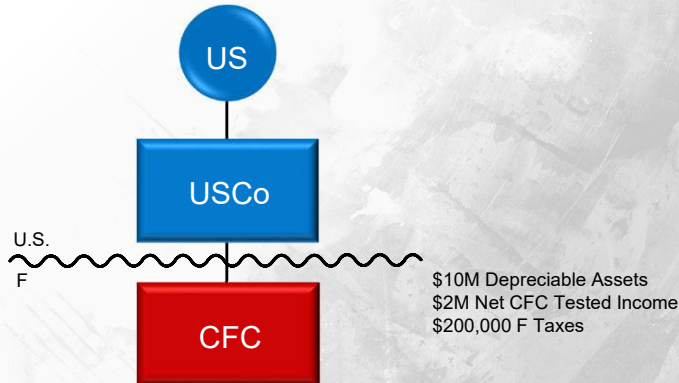 US
USCo
U.S.
F
$10M Depreciable Assets
$2M Net CFC Tested Income
$200,000 F Taxes
CFC